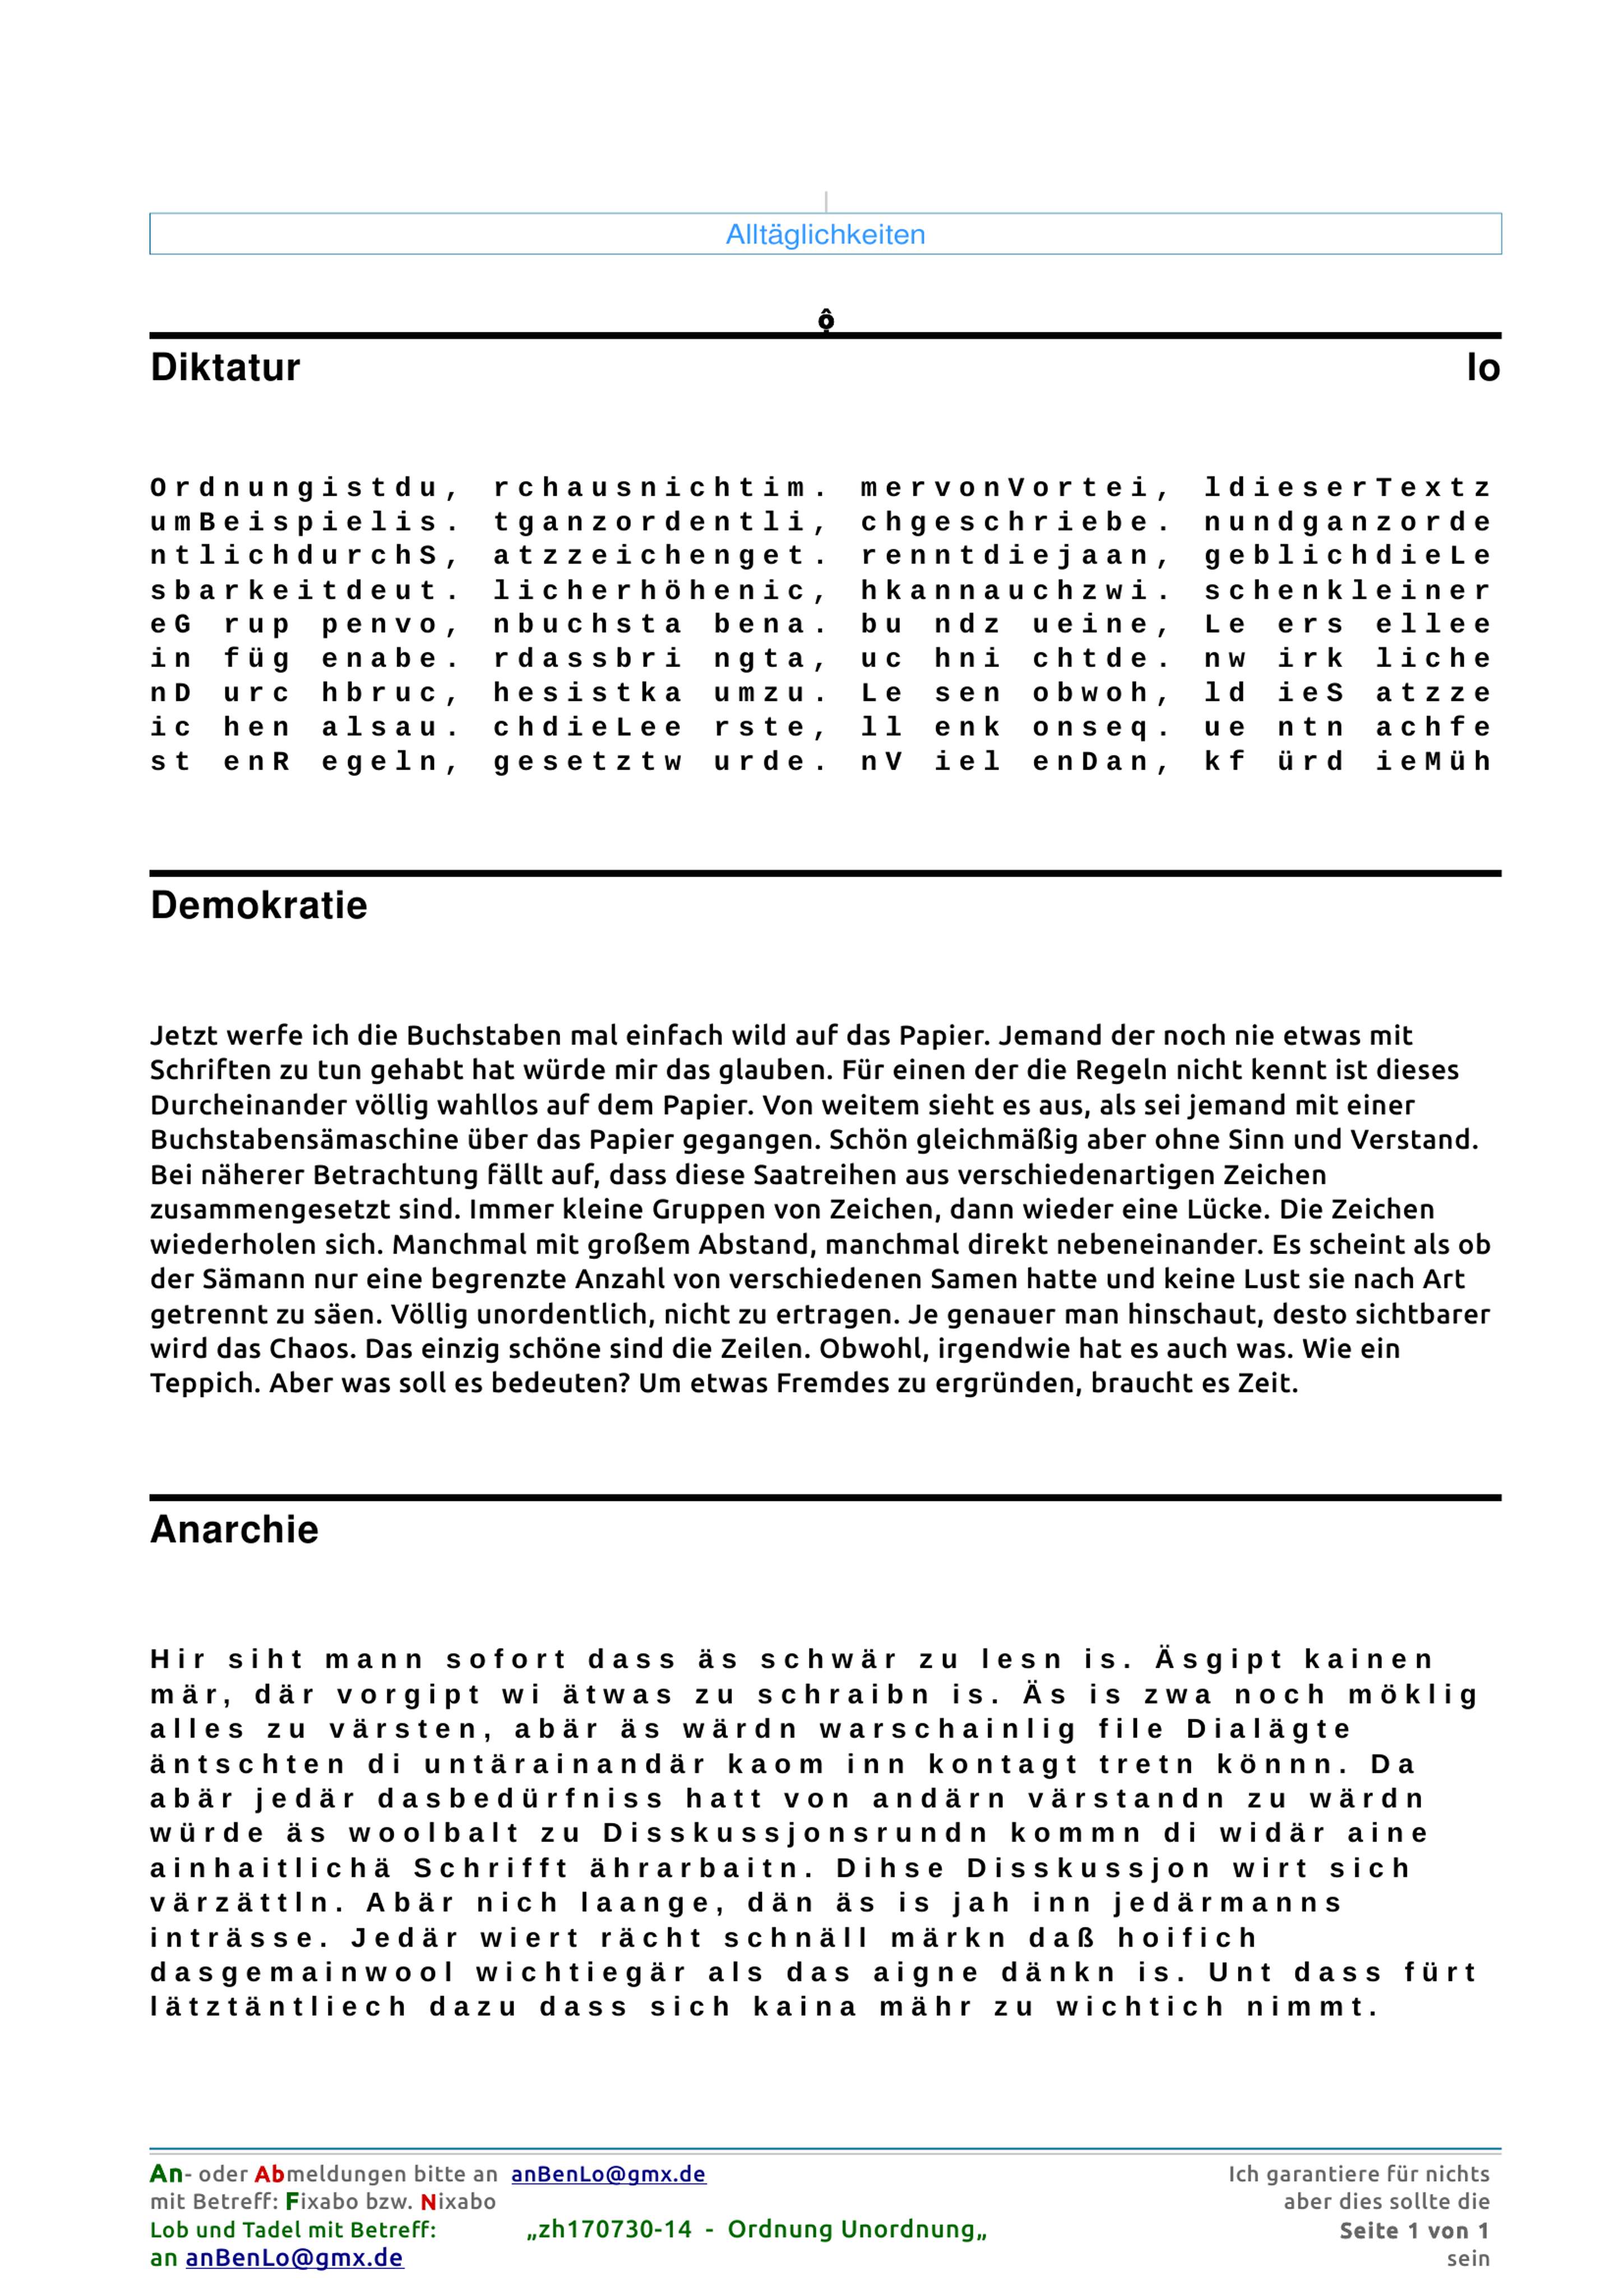 Alltäglichkeiten
ộ
Diktatur lo
Ordnungistdu, rchausnichtim. mervonVortei, ldieserTextz
umBeispielis. tganzordentli, chgeschriebe. nundganzorde
ntlichdurchS, atzzeichenget. renntdiejaan, geblichdieLe
sbarkeitdeut. licherhöhenic, hkannauchzwi. schenkleiner
eG rup penvo, nbuchsta bena. bu ndz ueine, Le ers ellee
in füg enabe. rdassbri ngta, uc hni chtde. nw irk liche
nD urc hbruc, hesistka umzu. Le sen obwoh, ld ieS atzze
ic hen alsau. chdieLee rste, ll enk onseq. ue ntn achfe
st enR egeln, gesetztw urde. nV iel enDan, kf ürd ieMüh
Demokratie
Jetzt werfe ich die Buchstaben mal einfach wild auf das Papier. Jemand der noch nie etwas mit
Schriften zu tun gehabt hat würde mir das glauben. Für einen der die Regeln nicht kennt ist dieses
Durcheinander völlig wahllos auf dem Papier. Von weitem sieht es aus, als sei jemand mit einer
Buchstabensämaschine über das Papier gegangen. Schön gleichmäßig aber ohne Sinn und Verstand.
Bei näherer Betrachtung fällt auf, dass diese Saatreihen aus verschiedenartigen Zeichen
zusammengesetzt sind. Immer kleine Gruppen von Zeichen, dann wieder eine Lücke. Die Zeichen
wiederholen sich. Manchmal mit großem Abstand, manchmal direkt nebeneinander. Es scheint als ob
der Sämann nur eine begrenzte Anzahl von verschiedenen Samen hatte und keine Lust sie nach Art
getrennt zu säen. Völlig unordentlich, nicht zu ertragen. Je genauer man hinschaut, desto sichtbarer
wird das Chaos. Das einzig schöne sind die Zeilen. Obwohl, irgendwie hat es auch was. Wie ein
Teppich. Aber was soll es bedeuten? Um etwas Fremdes zu ergründen, braucht es Zeit.
Anarchie
Hir siht mann sofort dass äs schwär zu lesn is. Äsgipt kainen
mär, där vorgipt wi ätwas zu schraibn is. Äs is zwa noch möklig
alles zu värsten, abär äs wärdn warschainlig file Dialägte
äntschten di untärainandär kaom inn kontagt tretn könnn. Da
abär jedär dasbedürfniss hatt von andärn värstandn zu wärdn
würde äs woolbalt zu Disskussjonsrundn kommn di widär aine
ainhaitlichä Schrifft ährarbaitn. Dihse Disskussjon wirt sich
värzättln. Abär nich laange, dän äs is jah inn jedärmanns
inträsse. Jedär wiert rächt schnäll märkn daß hoifich
dasgemainwool wichtiegär als das aigne dänkn is. Unt dass fürt
lätztäntliech dazu dass sich kaina mähr zu wichtich nimmt.
An- oder Abmeldungen bitte an anBenLo@gmx.de Ich garantiere für nichts
mit Betreff: Fixabo bzw. Nixabo aber dies sollte die
Lob und Tadel mit Betreff: „zh170730-14 - Ordnung Unordnung„ Seite 1 von 1
an anBenLo@gmx.de sein